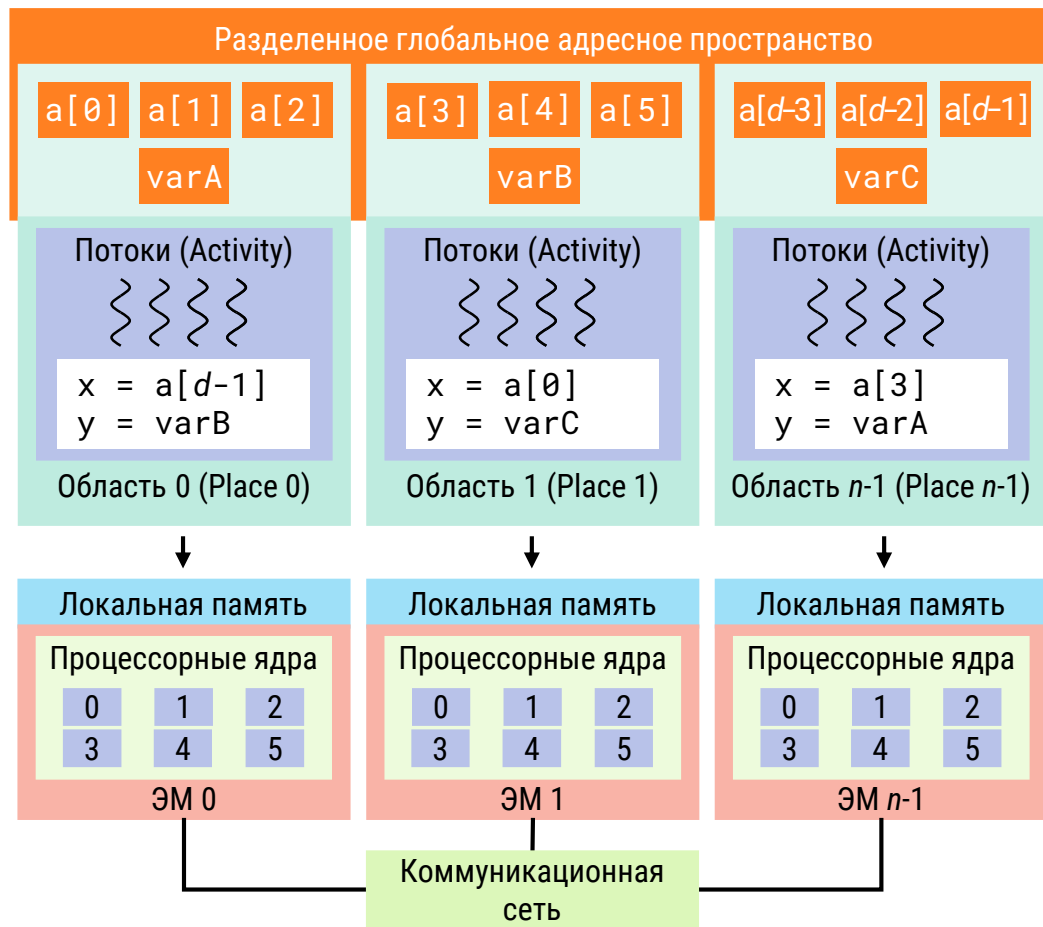 Разделенное глобальное адресное пространство
a[0] a[1] a[2]
varA
a[3] a[4] a[5]
varB
a[d-3] a[d-2] a[d-1]
varC
Потоки (Activity)
x = a[d-1]
y = varB
Область 0 (Place 0)
Потоки (Activity)
x = a[0]
y = varC
Область 1 (Place 1)
Потоки (Activity)
x = a[3]
y = varA
Область n-1 (Place n-1)
Локальная память
Процессорные ядра
0 1 2
3 4 5
ЭМ 0
Локальная память
Процессорные ядра
0 1 2
3 4 5
ЭМ 1
Локальная память
Процессорные ядра
0 1 2
3 4 5
ЭМ n-1
Коммуникационная
сеть